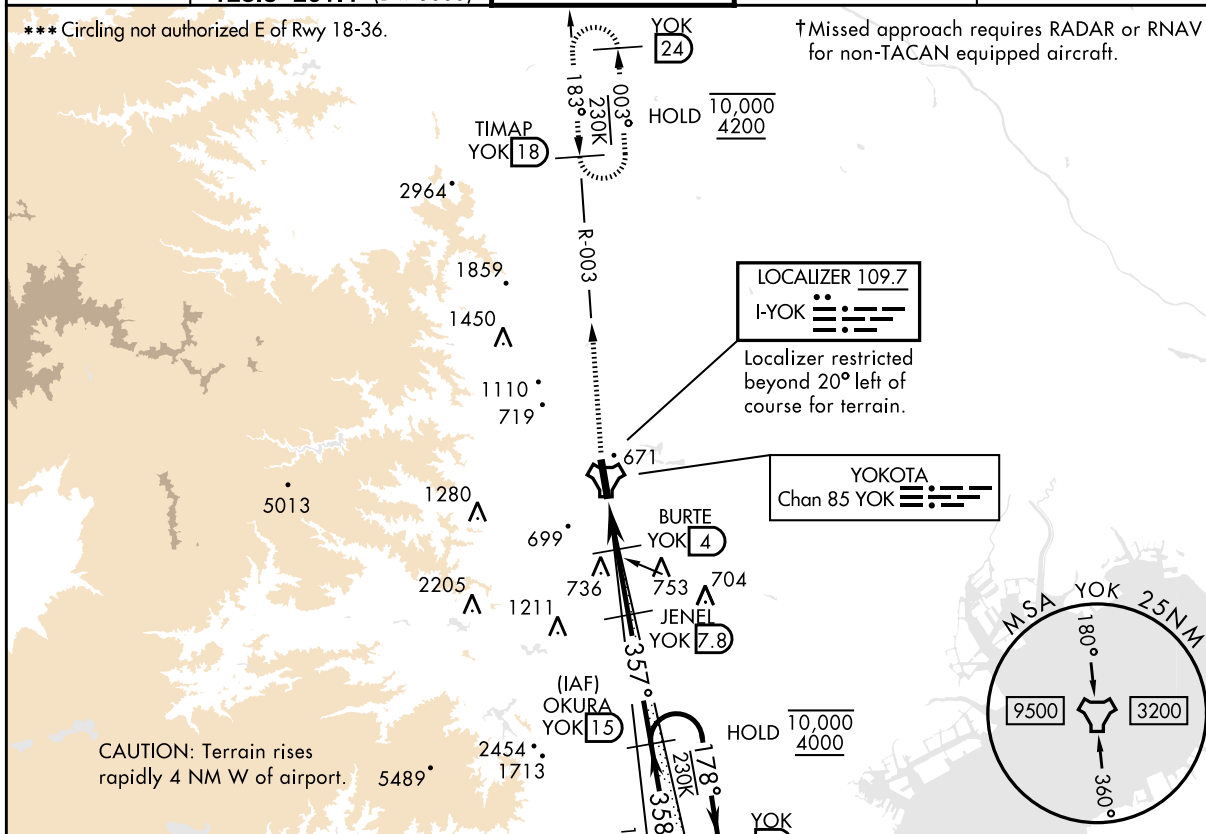 *** Circling not authorized E of Rwy 18-36.
†Missed approach requires RADAR or RNAV
for non-TACAN equipped aircraft.
YOK
24
183°
003°
230K
HOLD
10,000
4200
TIMAP
YOK 18
2964
R-003
1859
1450
1110
719
LOCALIZER 109.7
I-YOK
Localizer restricted
beyond 20° left of
course for terrain.
671
YOKOTA
Chan 85 YOK
5013
1280
699
BURTE
YOK 4
736
753
704
2205
1211
JENEL
YOK 7.8
357°
(IAF)
OKURA
YOK 15
HOLD
10,000
4000
178°
230K
358
2454
1713
5489
CAUTION: Terrain rises
rapidly 4 NM W of airport.
MSA YOK 25NM
180°
9500
3200
360°
YOK